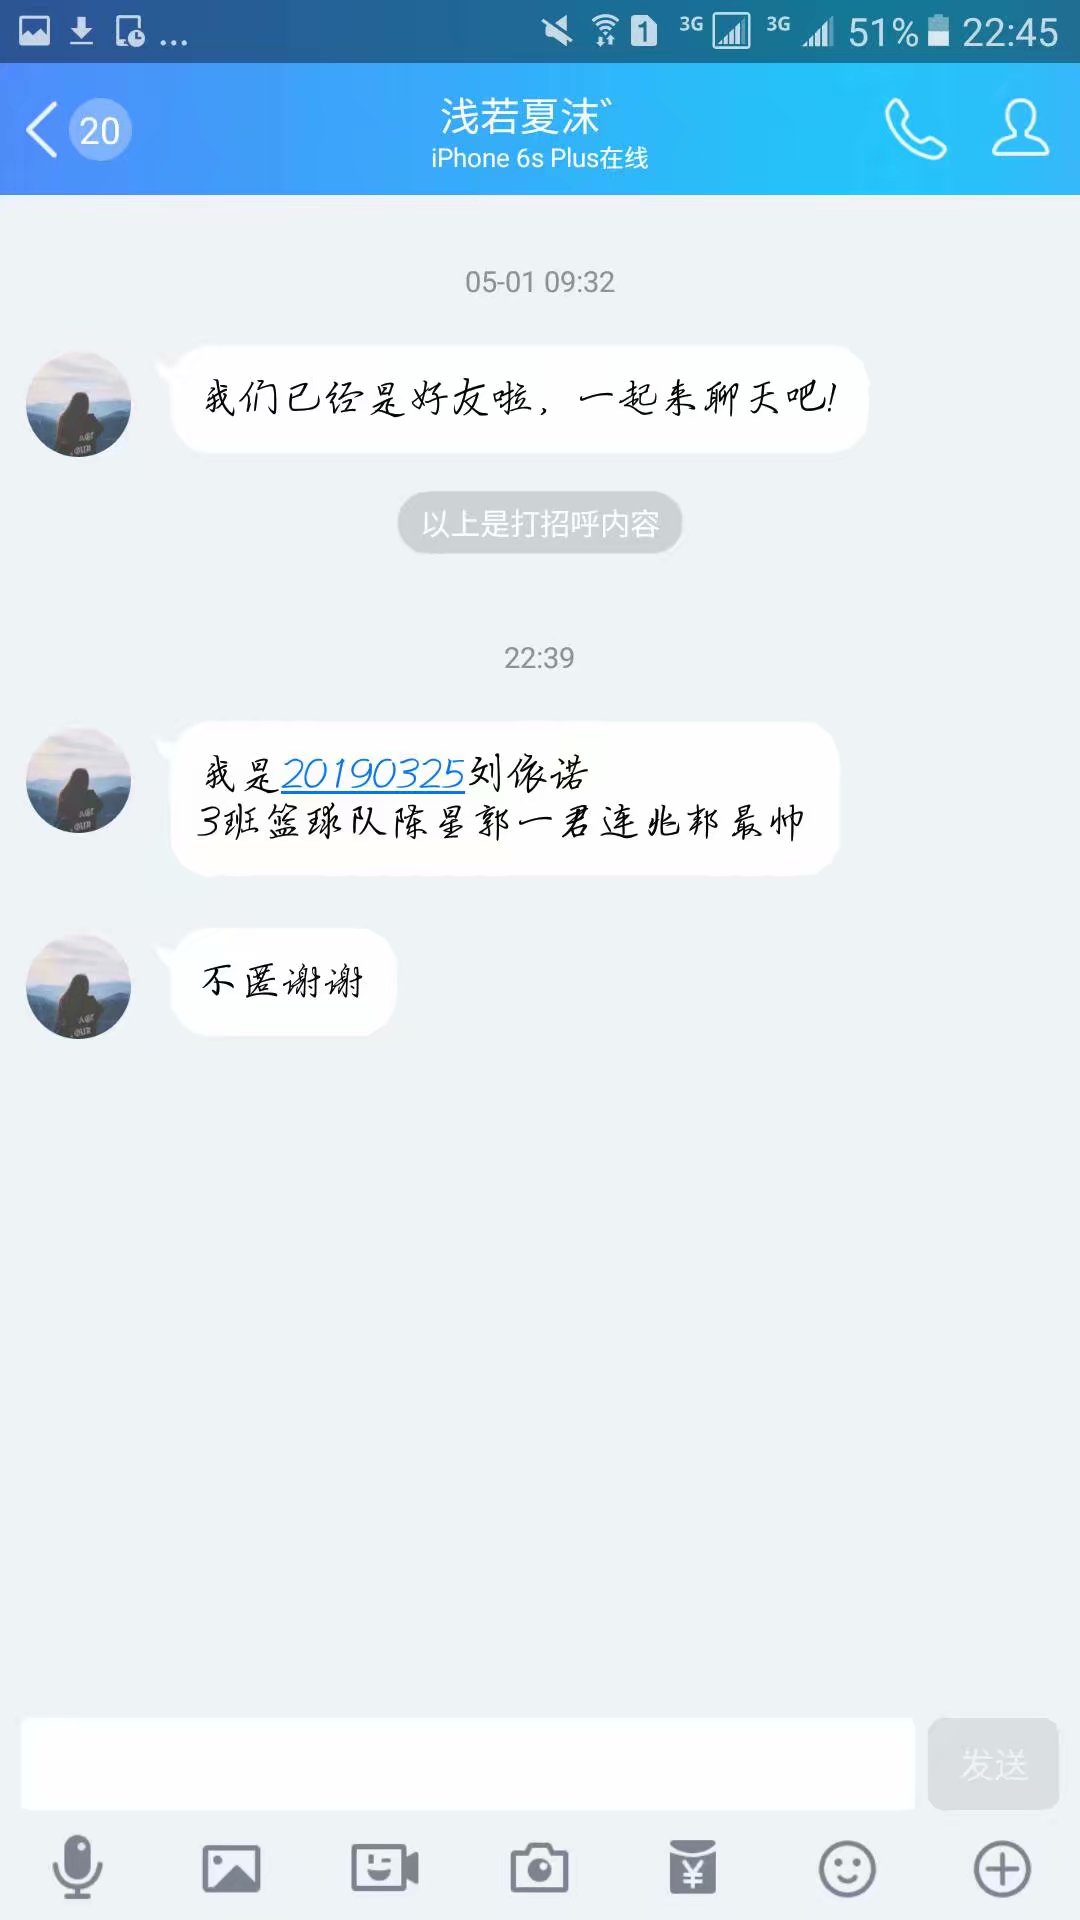 1 3G 3G 51% 22:45
20
浅若夏沫゛
iPhone 6s Plus在线
05-01 09:32
我们已经是好友啦，一起来聊天吧!
以上是打招呼内容
22:39
我是20190325刘依诺
3班篮球队陈星郭一君连兆邦最帅
不匿谢谢
发送